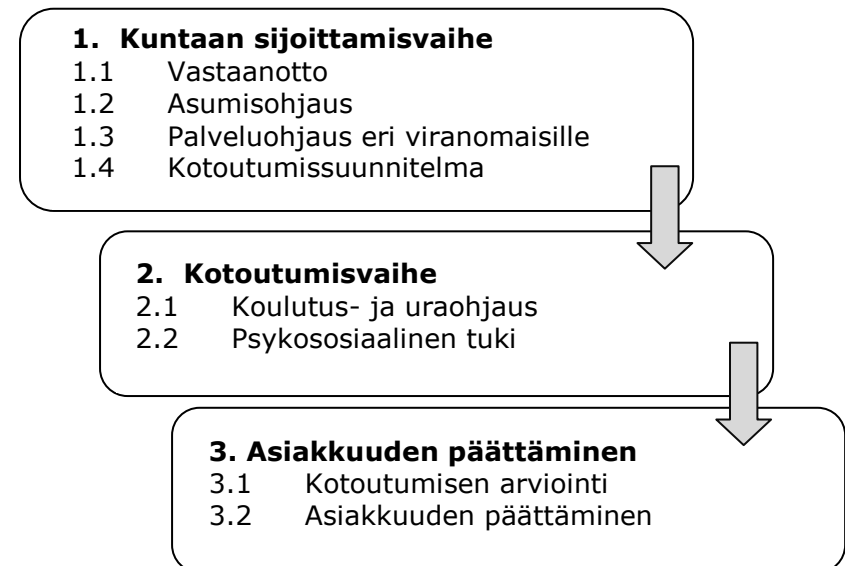 1. Kuntaan sijoittamisvaihe
1.1 Vastaanotto
1.2 Asumisohjaus
1.3 Palveluohjaus eri viranomaisille
1.4 Kotoutumissuunnitelma
2. Kotoutumisvaihe
2.1 Koulutus- ja uraohjaus
2.2 Psykososiaalinen tuki
3. Asiakkuuden päättäminen
3.1 Kotoutumisen arviointi
3.2 Asiakkuuden päättäminen